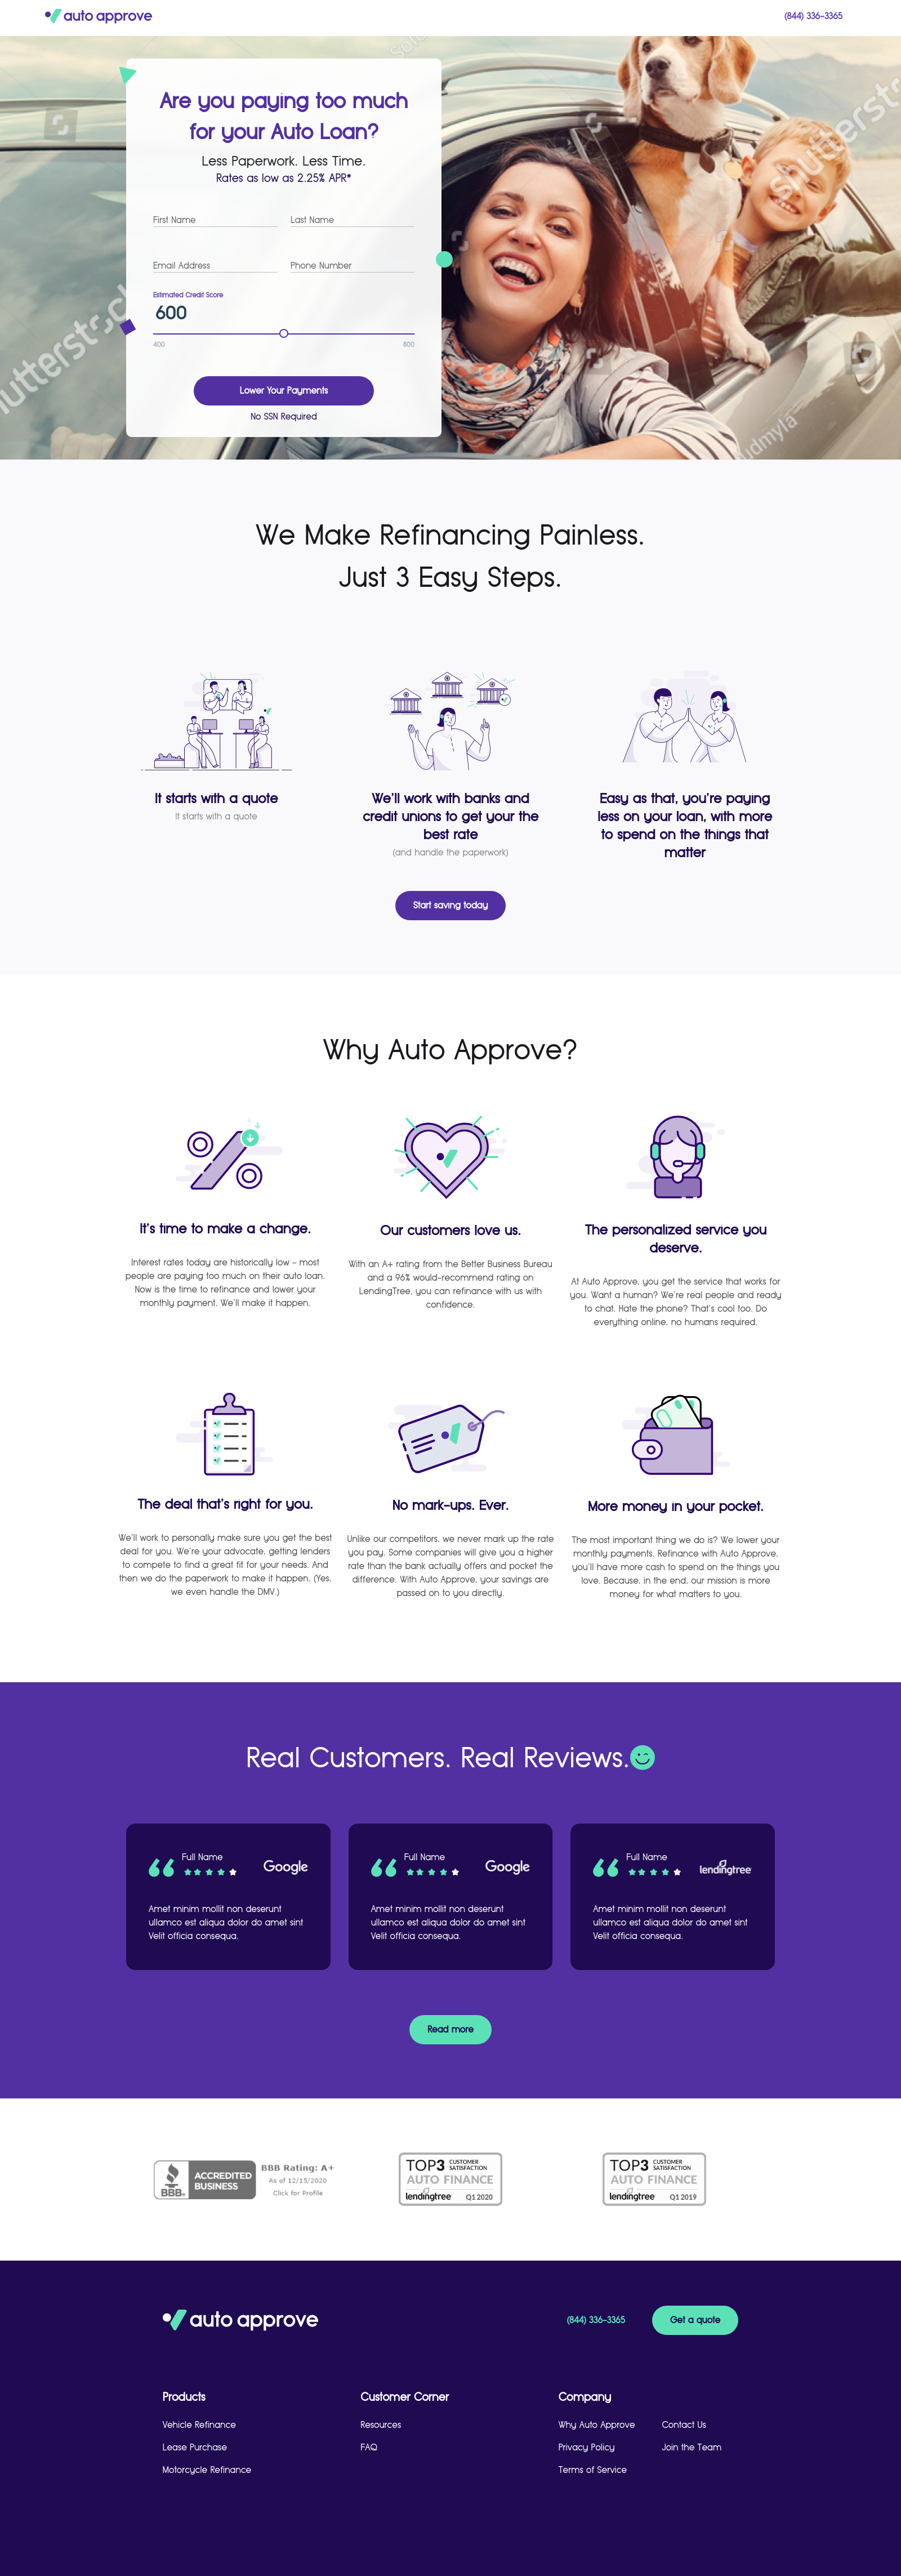 auto approve
(844) 336-3365
Are you paying too much
for your Auto Loan?
Less Paperwork. Less Time.
Rates as low as 2.25% APR*
First Name
Last Name
Email Address
Phone Number
Estimated Credit Score
600
400
800
Lower Your Payments
No SSN Required
We Make Refinancing Painless.
Just 3 Easy Steps.
It starts with a quote
It starts with a quote
We'll work with banks and
credit unions to get your the
best rate
(and handle the paperwork)
Easy as that, you're paying
less on your loan, with more
to spend on the things that
matter
Start saving today
Why Auto Approve?
It's time to make a change.
Interest rates today are historically low - most
people are paying too much on their auto loan.
Now is the time to refinance and lower your
monthly payment. We'll make it happen.
Our customers love us.
With an A+ rating from the Better Business Bureau
and a 96% would-recommend rating on
LendingTree, you can refinance with us with
confidence.
The personalized service you
deserve.
At Auto Approve, you get the service that works for
you. Want a human? We're real people and ready
to chat. Hate the phone? That's cool too. Do
everything online, no humans required.
The deal that's right for you.
We'll work to personally make sure you get the best
deal for you. We're your advocate, getting lenders
to compete to find a great fit for your needs. And
then we do the paperwork to make it happen. (Yes,
we even handle the DMV.)
No mark-ups. Ever.
Unlike our competitors, we never mark up the rate
you pay. Some companies will give you a higher
rate than the bank actually offers and pocket the
difference. With Auto Approve, your savings are
passed on to you directly.
More money in your pocket.
The most important thing we do is? We lower your
monthly payments. Refinance with Auto Approve,
you'll have more cash to spend on the things you
love. Because, in the end, our mission is more
money for what matters to you.
Real Customers. Real Reviews.
Full Name
Google
Amet minim mollit non deserunt
ullamco est aliqua dolor do amet sint
Velit officia consequa.
Full Name
Google
Amet minim mollit non deserunt
ullamco est aliqua dolor do amet sint
Velit officia consequa.
Full Name
lendingtree
Amet minim mollit non deserunt
ullamco est aliqua dolor do amet sint
Velit officia consequa.
Read more
BBB
ACCREDITED
BUSINESS
BBB Rating: A+
As of 12/15/2020
Click for Profile
TOP3 CUSTOMER
SATISFACTION
AUTO FINANCE
lendingtree Q1 2020
TOP3 CUSTOMER
SATISFACTION
AUTO FINANCE
lendingtree Q1 2019
auto approve
(844) 336-3365
Get a quote
Products
Vehicle Refinance
Lease Purchase
Motorcycle Refinance
Customer Corner
Resources
FAQ
Company
Why Auto Approve
Contact Us
Privacy Policy
Join the Team
Terms of Service